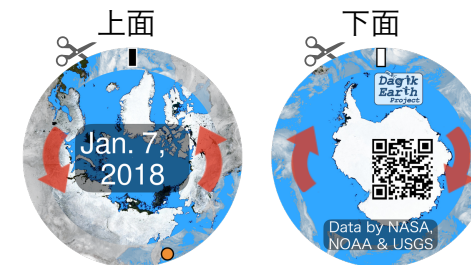 上面
下面
Jan. 7,
2018
Dagik
Earth
Project
Data by NASA,
NOAA & USGS